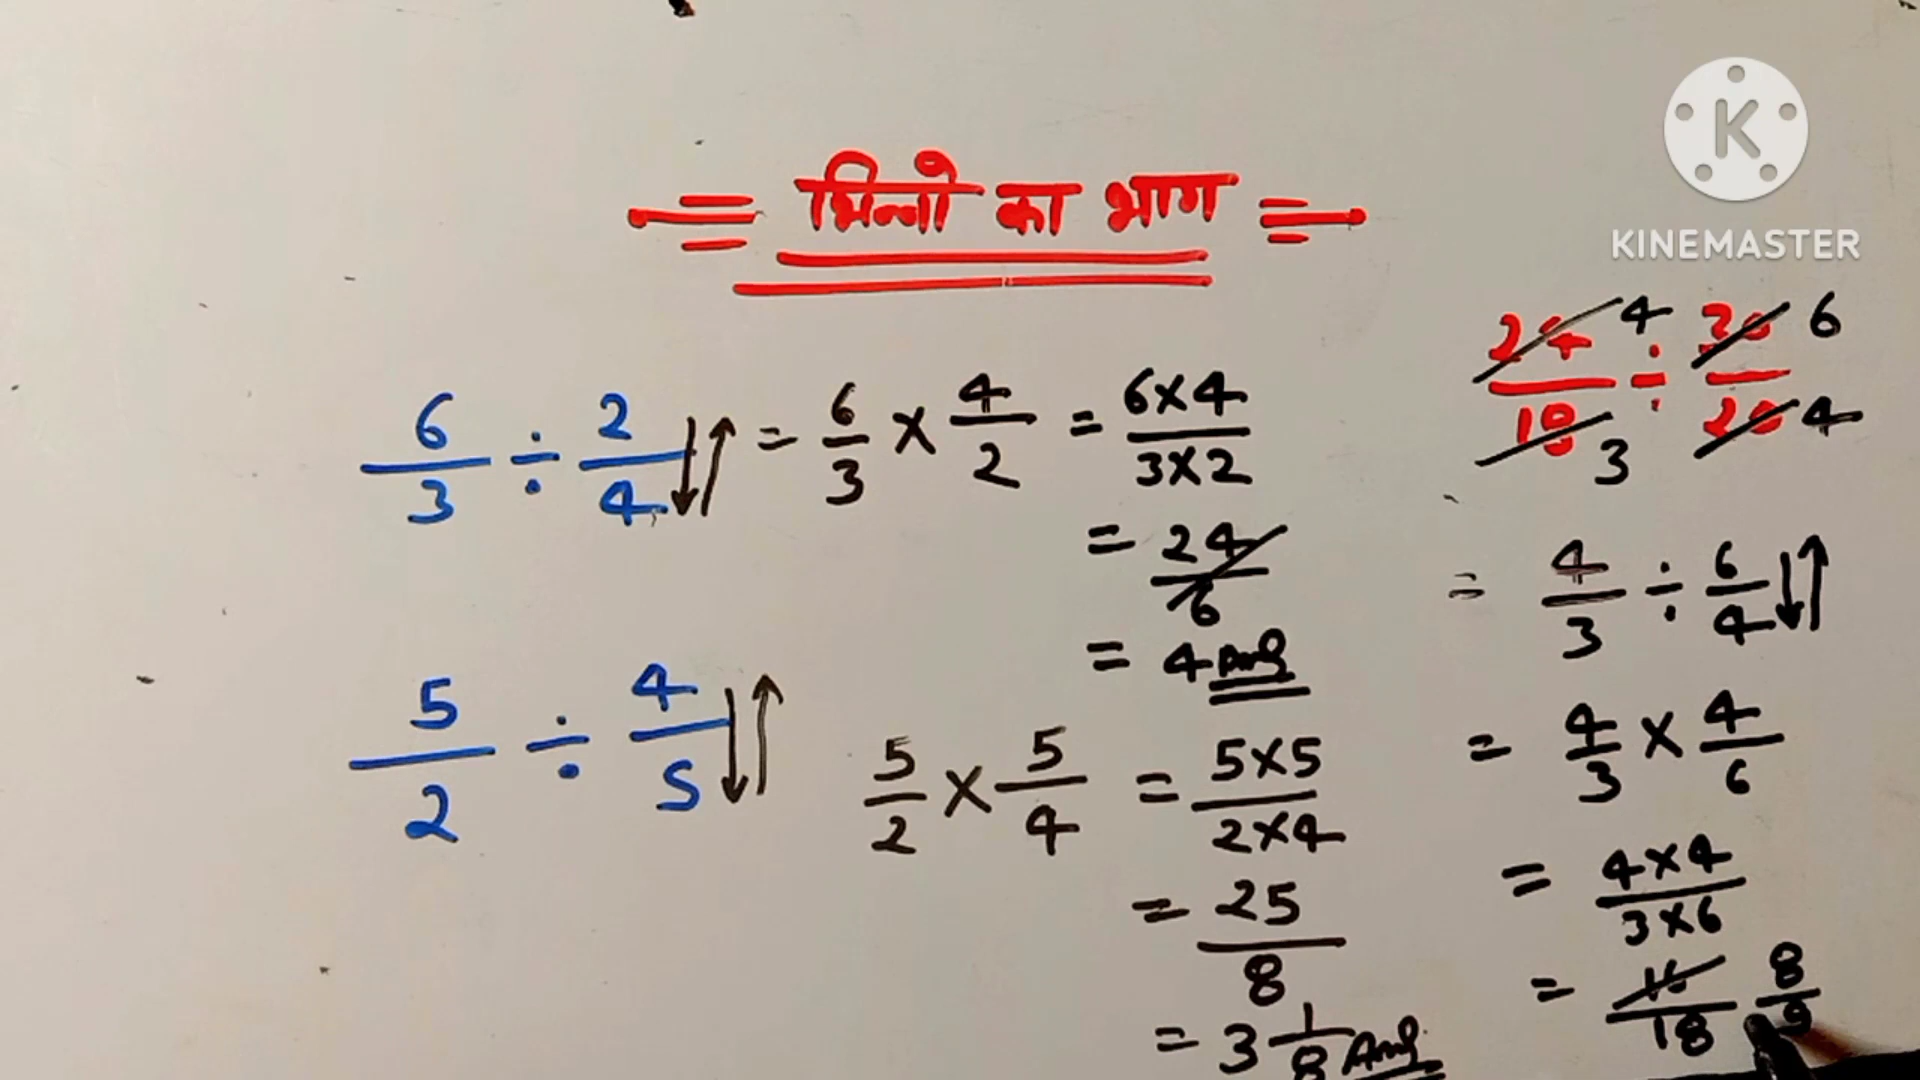 भिन्नो का भाग
KINEMASTER
6/3 ÷ 2/4 = 6/3 × 4/2 = 6×4/3×2
= 24/6
= 4 Ans
5/2 ÷ 4/5
5/2 × 5/4 = 5×5/2×4
= 25/8
= 3 1/8 Ans
24/18 4/3 ÷ 30/20 6/4
= 4/3 ÷ 6/4
= 4/3 × 4/6
= 4×4/3×6
= 16/18 8/9